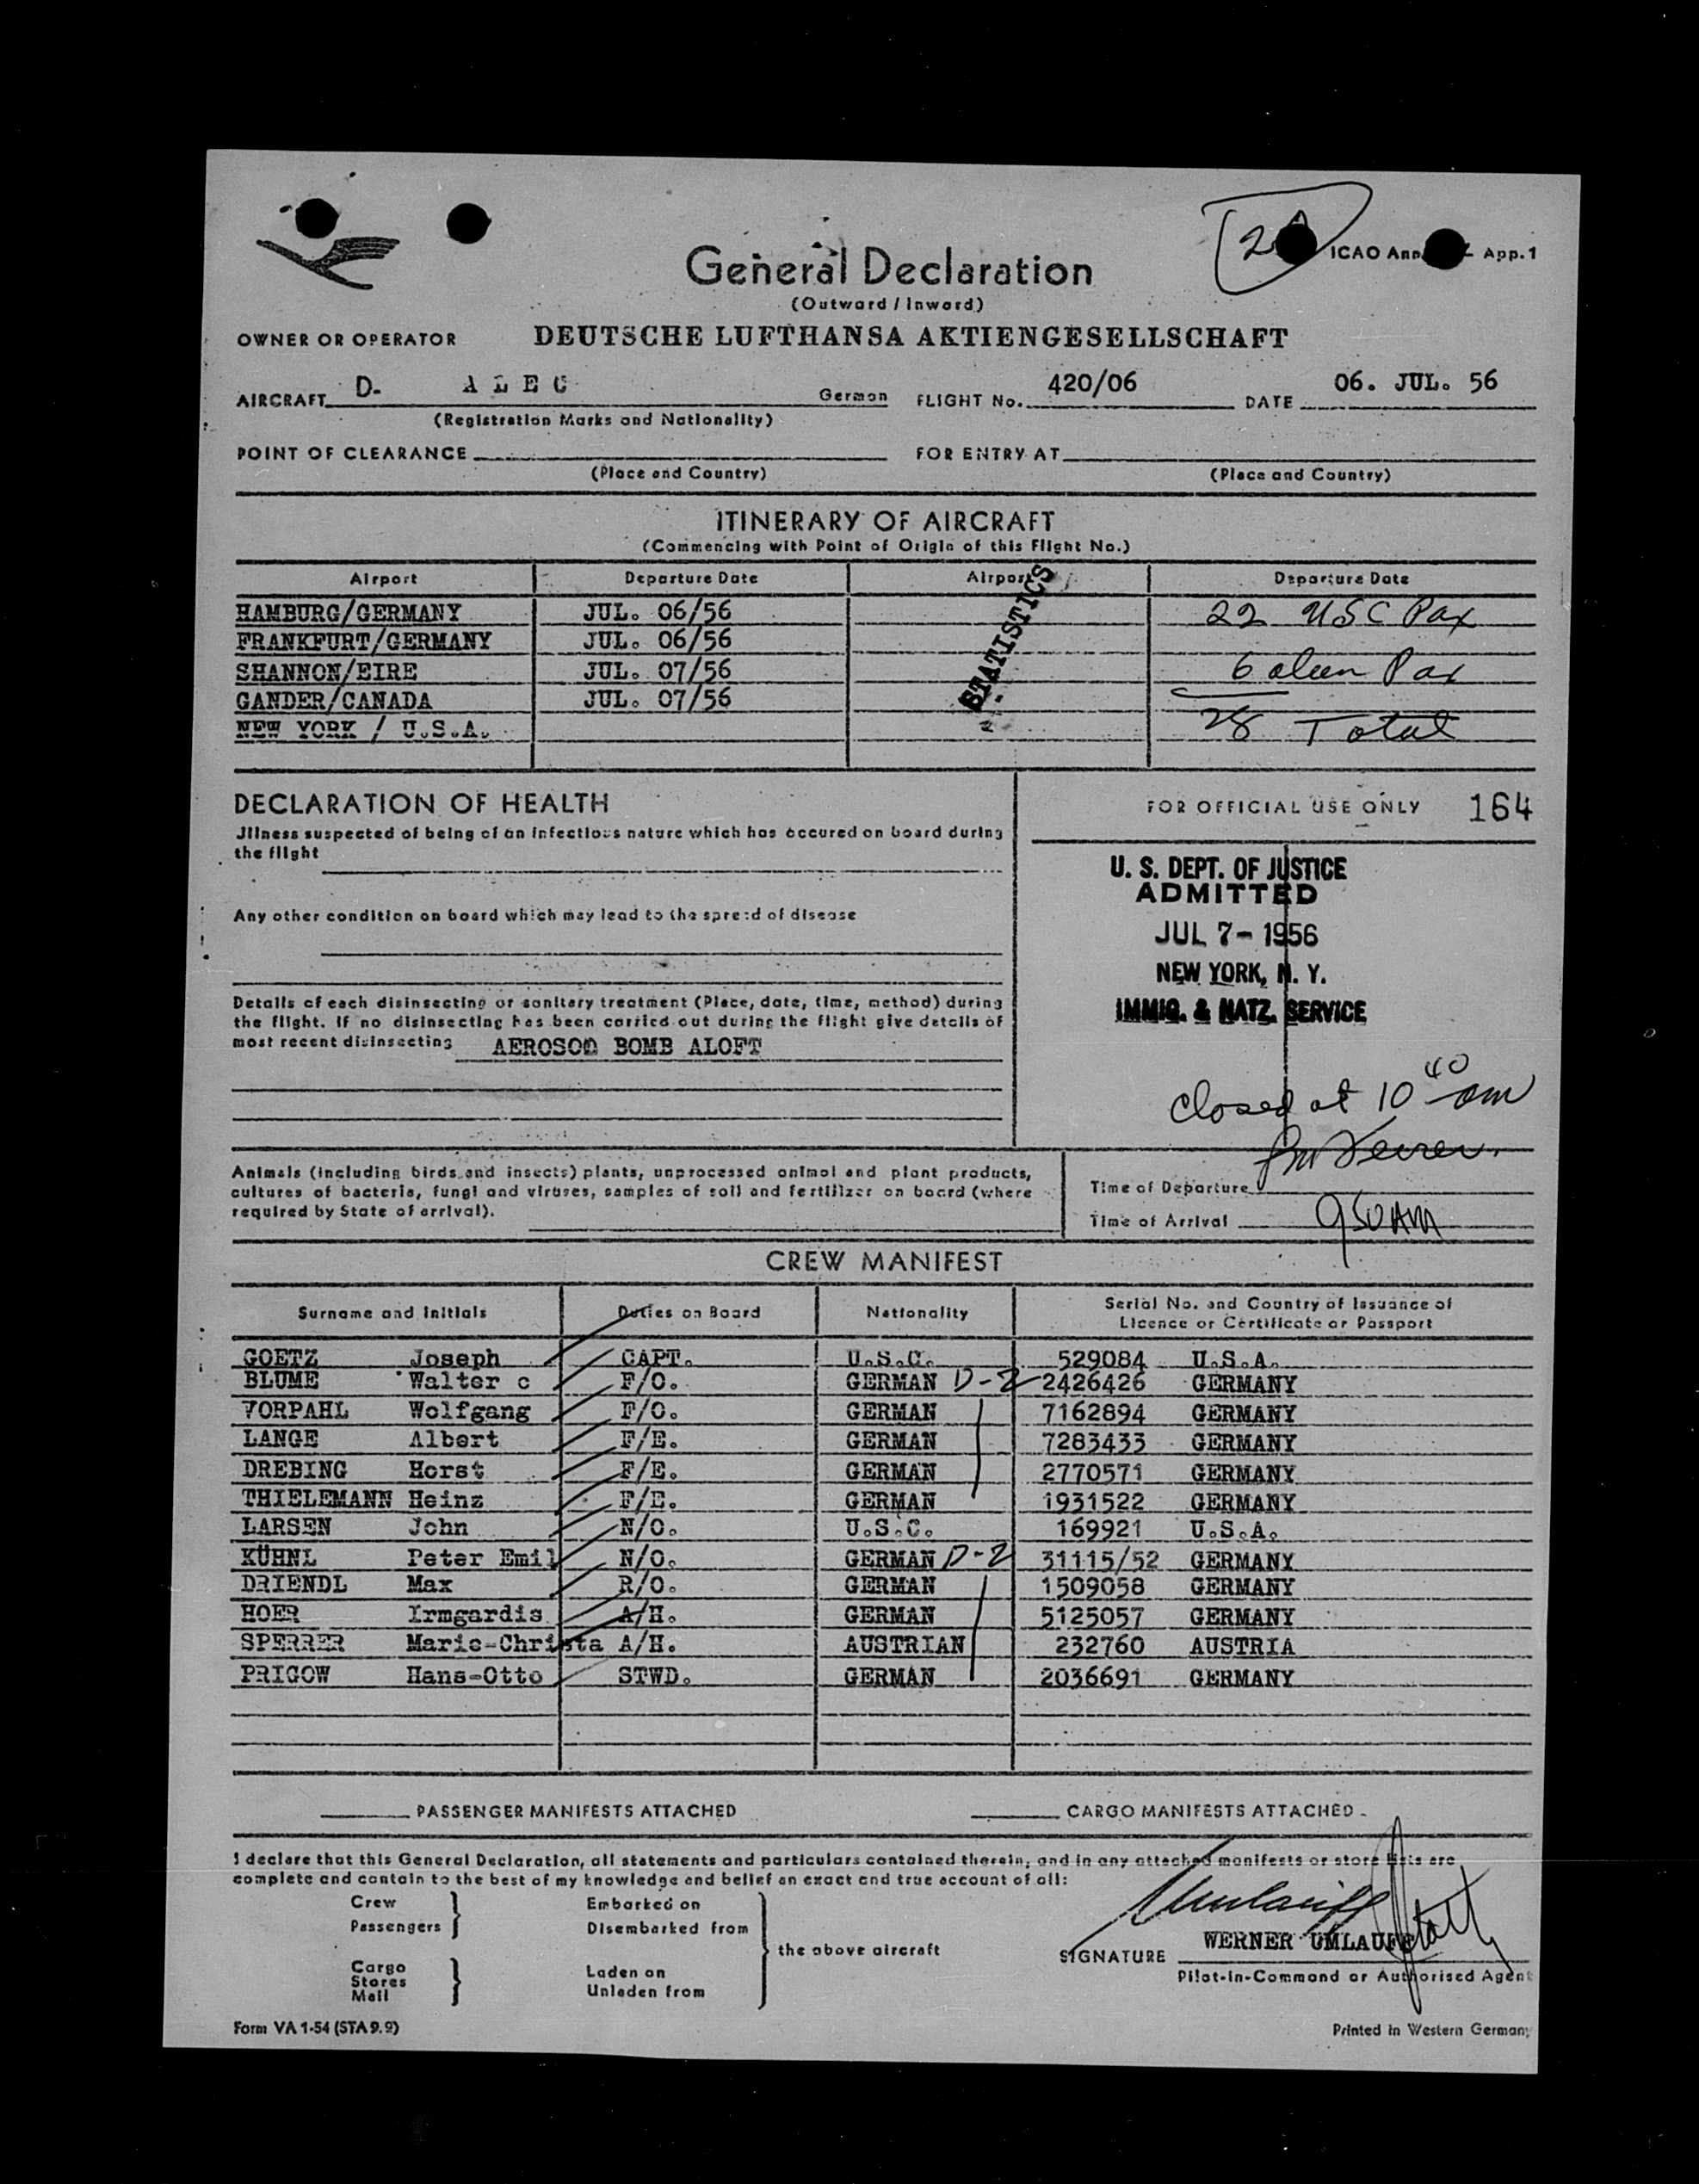 General Declaration
(Outward / Inward)
ICAO App. 1
OWNER OR OPERATOR DEUTSCHE LUFTHANSA AKTIENGESELLSCHAFT
AIRCRAFT D- A L E C German FLIGHT No. 420/06 DATE 06. JUL. 56
(Registration Marks and Nationality)
POINT OF CLEARANCE FOR ENTRY AT
(Place and Country) (Place and Country)
ITINERARY OF AIRCRAFT
(Commencing with Point of Origin of this Flight No.)
Airport Departure Date Airport Departure Date
HAMBURG/GERMANY JUL. 06/56 22 USC Pax
FRANKFURT/GERMANY JUL. 06/56
SHANNON/EIRE JUL. 07/56 6 alien Pax
GANDER/CANADA JUL. 07/56
NEW YORK / U.S.A. 28 Total
STATISTICS
DECLARATION OF HEALTH
Jllness suspected of being of an infectious nature which has occured on board during
the flight
Any other condition on board which may lead to the spread of disease
Details of each disinsecting or sanitary treatment (Place, date, time, method) during
the flight. If no disinsecting has been carried out during the flight give details of
most recent disinsecting AEROSOL BOMB ALOFT
FOR OFFICIAL USE ONLY 164
U. S. DEPT. OF JUSTICE
ADMITTED
JUL 7 - 1956
NEW YORK, N. Y.
IMMIG. & NATZ. SERVICE
closed at 10 40 am
Animals (including birds and insects) plants, unprocessed animal and plant products,
cultures of bacteria, fungi and viruses, samples of soil and fertilizer on board (where
required by State of arrival).
Time of Departure
Time of Arrival 950 AM
CREW MANIFEST
Surname and Initials Duties on Board Nationality Serial No. and Country of Issuance of
Licence or Certificate or Passport
GOETZ Joseph CAPT. U.S.C. 529084 U.S.A.
BLUME Walter c F/O. GERMAN D-2 2426426 GERMANY
VORPAHL Wolfgang F/O. GERMAN 7162894 GERMANY
LANGE Albert F/E. GERMAN 7283433 GERMANY
DREBING Horst F/E. GERMAN 2770571 GERMANY
THIELEMANN Heinz F/E. GERMAN 1931522 GERMANY
LARSEN John N/O. U.S.C. 169921 U.S.A.
KÜHNL Peter Emil N/O. GERMAN D-2 31115/52 GERMANY
DRIENDL Max R/O. GERMAN 1509058 GERMANY
HOER Irmgardis A/H. GERMAN 5125057 GERMANY
SPERRER Marie-Christa A/H. AUSTRIAN 232760 AUSTRIA
PRIGOW Hans-Otto STWD. GERMAN 2036691 GERMANY
PASSENGER MANIFESTS ATTACHED CARGO MANIFESTS ATTACHED
I declare that this General Declaration, all statements and particulars contained therein, and in any attached manifests or store lists are
complete and contain to the best of my knowledge and belief an exact and true account of all:
Crew Embarked on
Passengers Disembarked from
the above aircraft
Cargo Laden on
Stores
Mail Unladen from
SIGNATURE WERNER UMLAUFF
Pilot-in-Command or Authorised Agent
Form VA 1-54 (STA 9.9) Printed in Western Germany